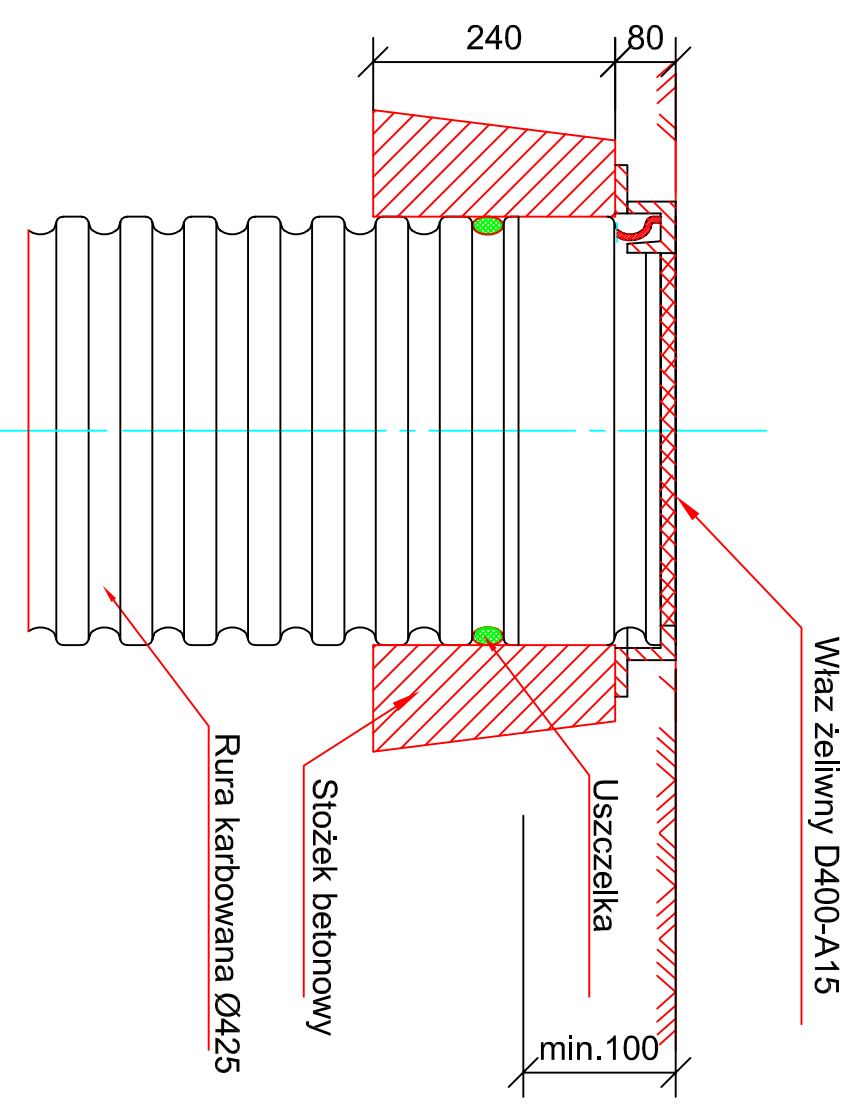 240
80
Właz żeliwny D400-A15
Uszczelka
Stożek betonowy
Rura karbowana Ø425
min.100